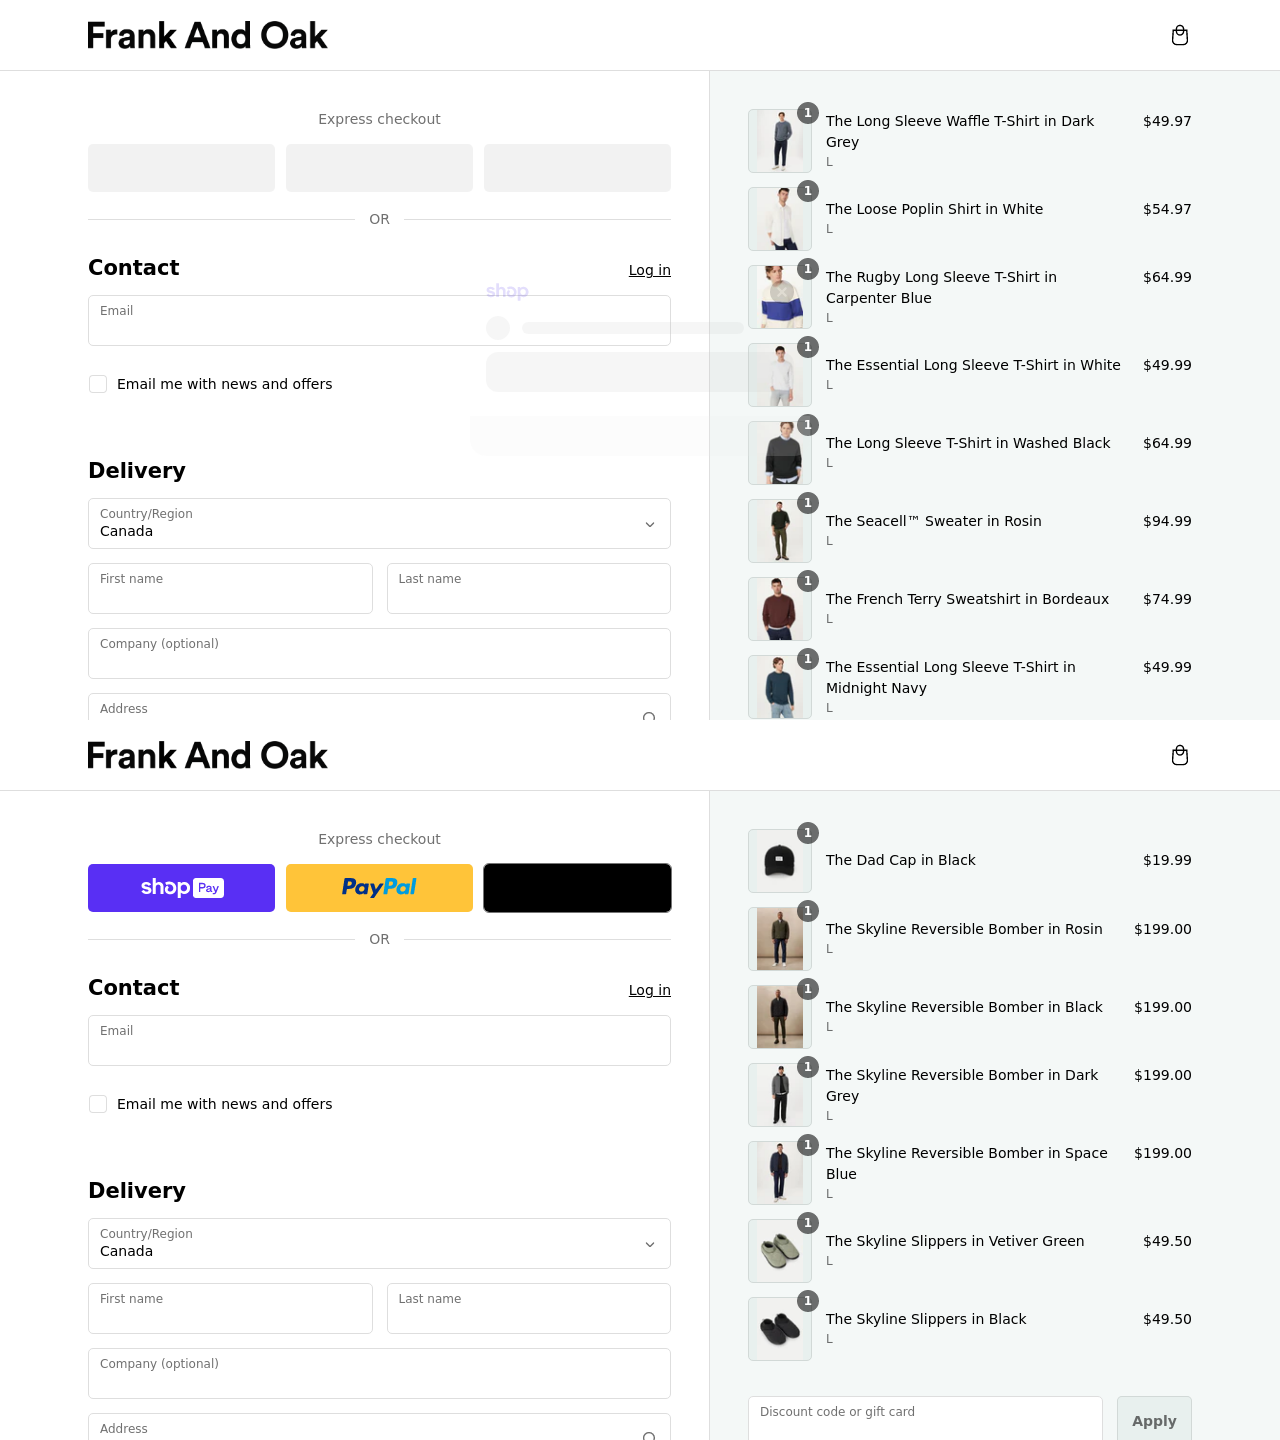 Frank And Oak
Express checkout
OR
Contact
Log in
Email
shop
Email me with news and offers
Delivery
Country/Region
Canada
First name
Last name
Company (optional)
Address
1
The Long Sleeve Waffle T-Shirt in Dark
Grey
L
$49.97
1
The Loose Poplin Shirt in White
L
$54.97
1
The Rugby Long Sleeve T-Shirt in
Carpenter Blue
L
$64.99
1
The Essential Long Sleeve T-Shirt in White
L
$49.99
1
The Long Sleeve T-Shirt in Washed Black
L
$64.99
1
The Seacell™ Sweater in Rosin
L
$94.99
1
The French Terry Sweatshirt in Bordeaux
L
$74.99
1
The Essential Long Sleeve T-Shirt in
Midnight Navy
L
$49.99
Frank And Oak
Express checkout
shop Pay
PayPal
OR
Contact
Log in
Email
Email me with news and offers
Delivery
Country/Region
Canada
First name
Last name
Company (optional)
Address
1
The Dad Cap in Black
$19.99
1
The Skyline Reversible Bomber in Rosin
L
$199.00
1
The Skyline Reversible Bomber in Black
L
$199.00
1
The Skyline Reversible Bomber in Dark
Grey
L
$199.00
1
The Skyline Reversible Bomber in Space
Blue
L
$199.00
1
The Skyline Slippers in Vetiver Green
L
$49.50
1
The Skyline Slippers in Black
L
$49.50
Discount code or gift card
Apply